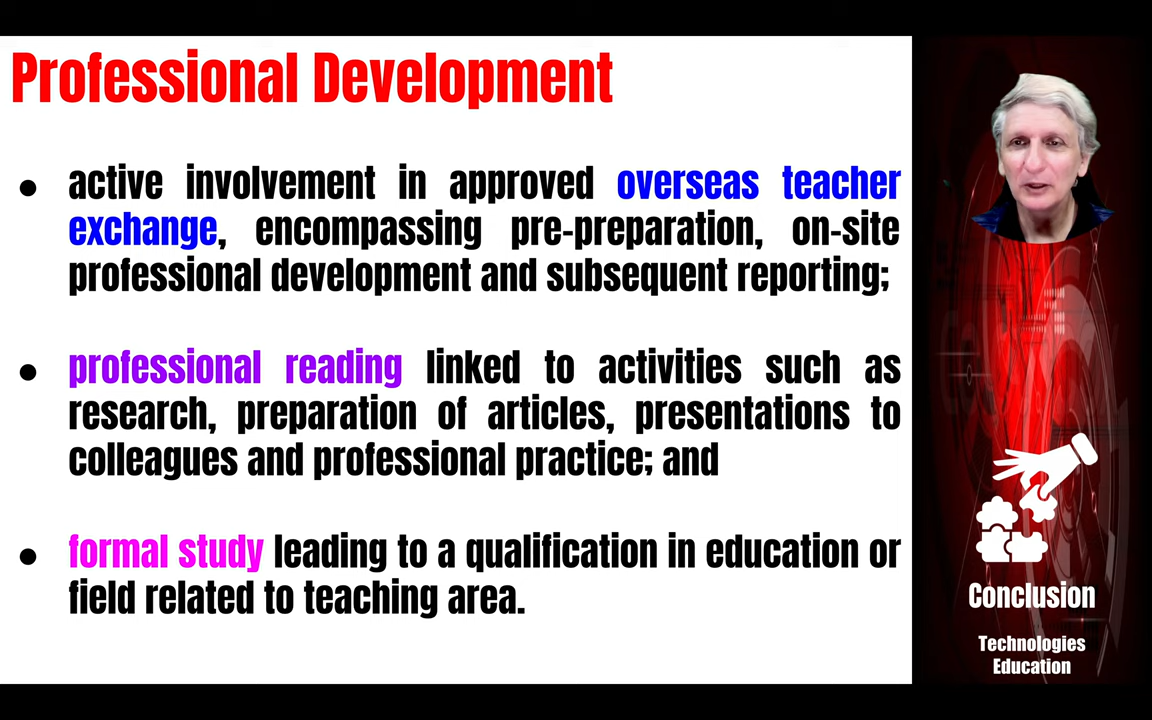 Professional Development
● active involvement in approved overseas teacher
exchange, encompassing pre-preparation, on-site
professional development and subsequent reporting;
● professional reading linked to activities such as
research, preparation of articles, presentations to
colleagues and professional practice; and
● formal study leading to a qualification in education or
field related to teaching area.
Conclusion
Technologies
Education